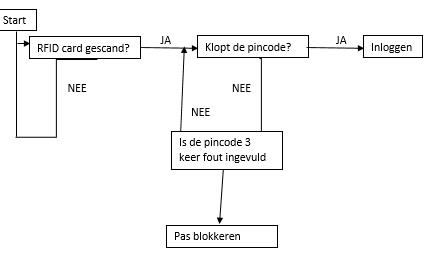 Start
RFID card gescand?
JA
Klopt de pincode?
JA
Inloggen
NEE
NEE
NEE
Is de pincode 3
keer fout ingevuld
Pas blokkeren